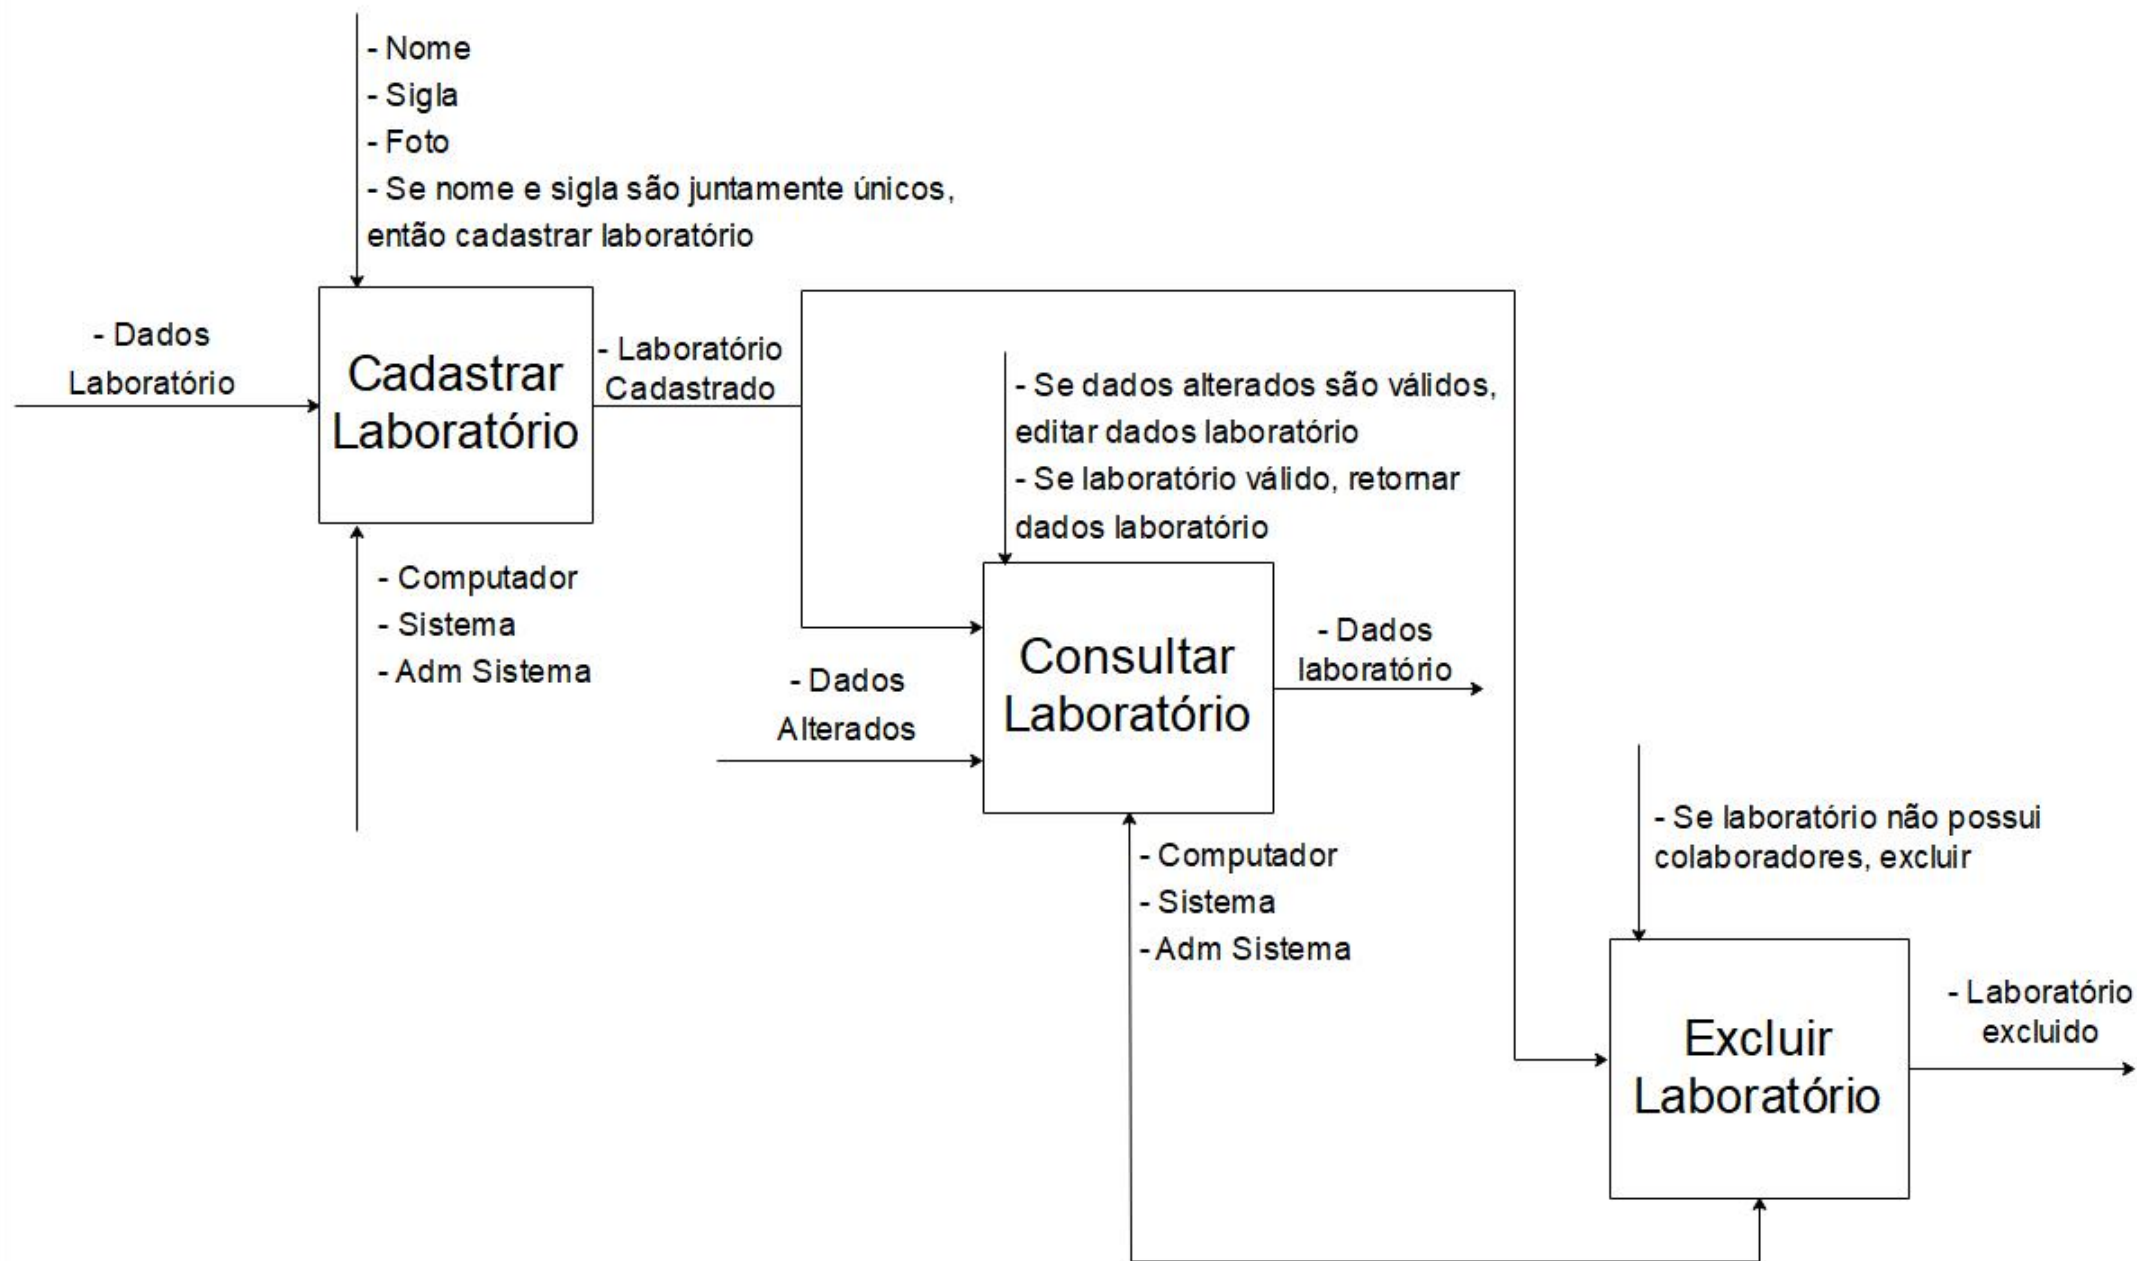 - Nome
- Sigla
- Foto
- Se nome e sigla são juntamente únicos,
então cadastrar laboratório
- Dados
Laboratório
Cadastrar
Laboratório
- Laboratório
Cadastrado
- Computador
- Sistema
- Adm Sistema
- Se dados alterados são válidos,
editar dados laboratório
- Se laboratório válido, retornar
dados laboratório
- Dados
Alterados
Consultar
Laboratório
- Dados
laboratório
- Computador
- Sistema
- Adm Sistema
- Se laboratório não possui
colaboradores, excluir
Excluir
Laboratório
- Laboratório
excluido